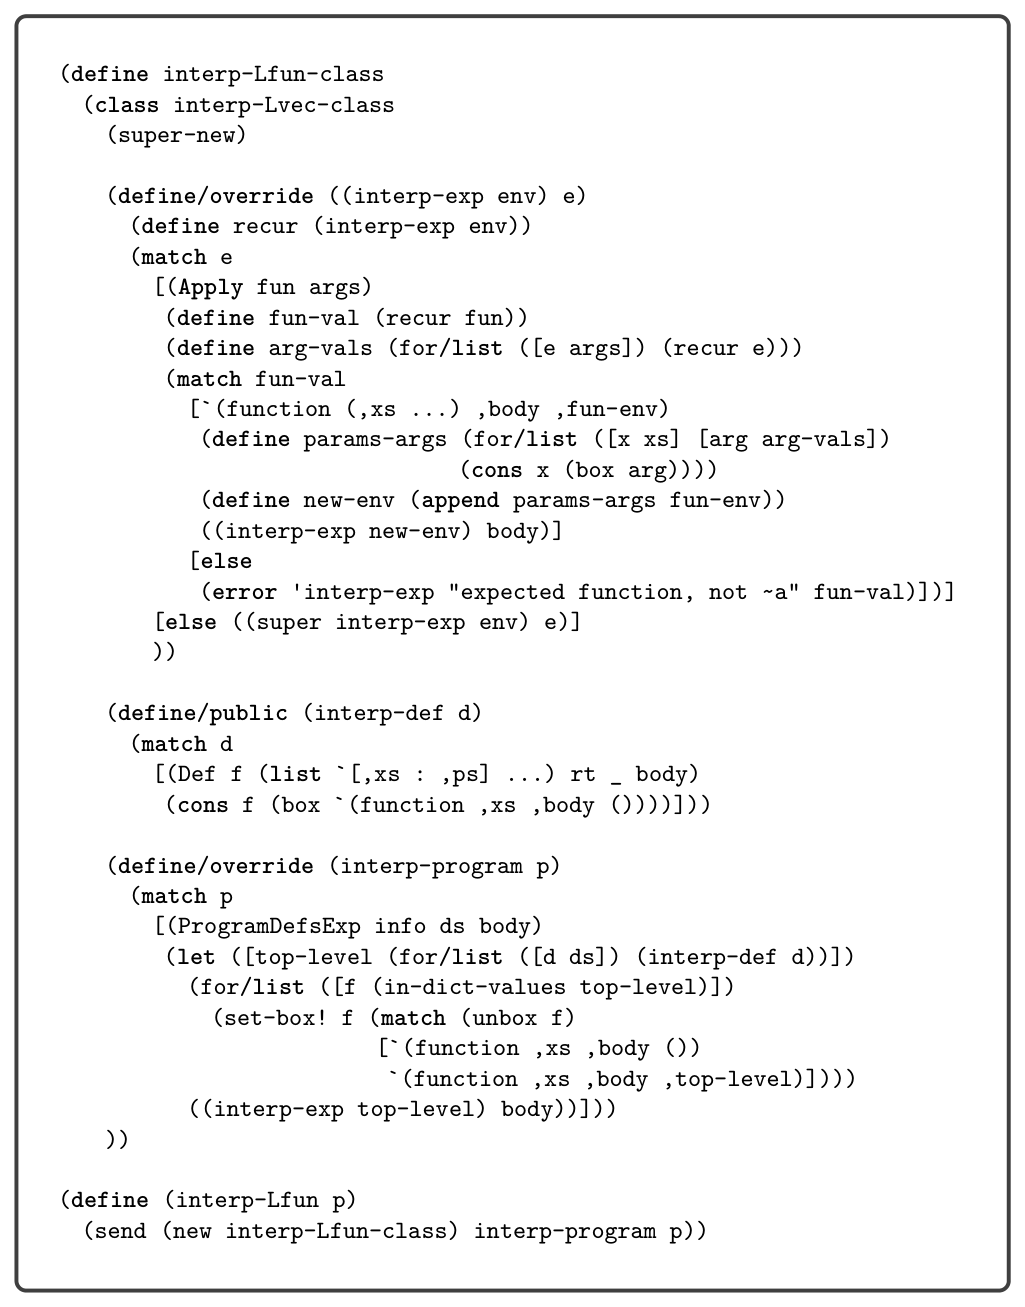 (define interp-Lfun-class
  (class interp-Lvec-class
    (super-new)

    (define/override ((interp-exp env) e)
      (define recur (interp-exp env))
      (match e
        [(Apply fun args)
         (define fun-val (recur fun))
         (define arg-vals (for/list ([e args]) (recur e)))
         (match fun-val
           [`(function (,xs ...) ,body ,fun-env)
            (define params-args (for/list ([x xs] [arg arg-vals])
                                  (cons x (box arg))))
            (define new-env (append params-args fun-env))
            ((interp-exp new-env) body)]
           [else
            (error 'interp-exp "expected function, not ~a" fun-val)])]
        [else ((super interp-exp env) e)]
        ))

    (define/public (interp-def d)
      (match d
        [(Def f (list `[,xs : ,ps] ...) rt _ body)
         (cons f (box `(function ,xs ,body ())))]))

    (define/override (interp-program p)
      (match p
        [(ProgramDefsExp info ds body)
         (let ([top-level (for/list ([d ds]) (interp-def d))])
           (for/list ([f (in-dict-values top-level)])
             (set-box! f (match (unbox f)
                           [`(function ,xs ,body ())
                            `(function ,xs ,body ,top-level)])))
           ((interp-exp top-level) body))]))
    ))

(define (interp-Lfun p)
  (send (new interp-Lfun-class) interp-program p))